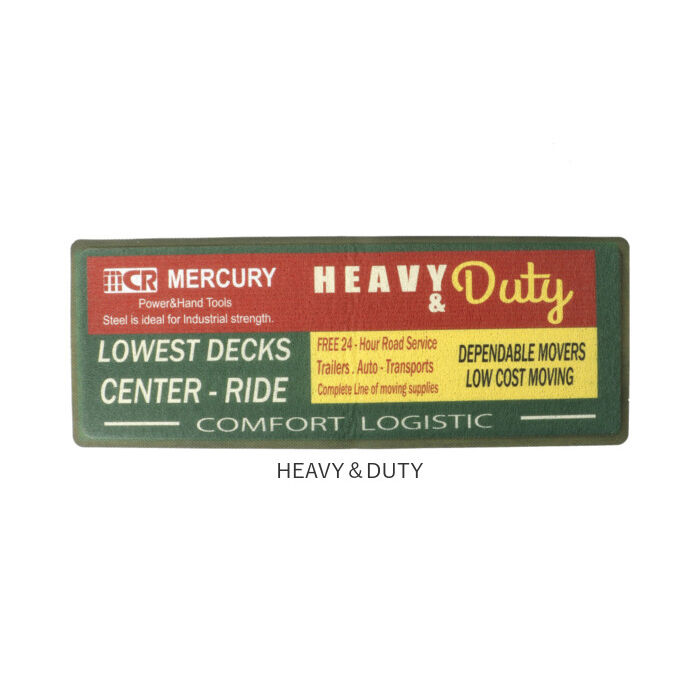 MCR MERCURY
Power&Hand Tools
Steel is ideal for Industrial strength.
HEAVY & Duty
LOWEST DECKS
CENTER - RIDE
FREE 24 - Hour Road Service
Trailers . Auto - Transports
Complete Line of moving supplies
DEPENDABLE MOVERS
LOW COST MOVING
COMFORT LOGISTIC
HEAVY & DUTY